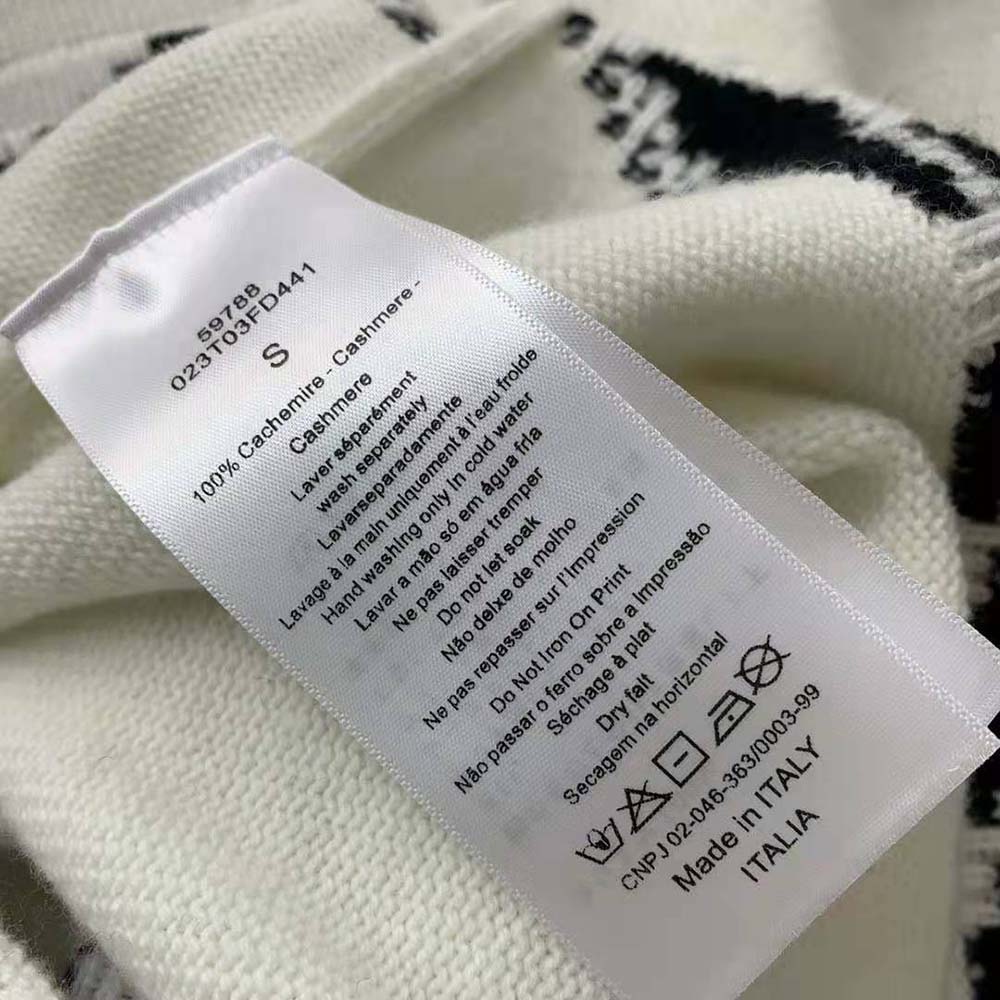 59788
023T03FD441
S
100% Cachemire - Cashmere -
Cashmere
Laver séparément
wash separately
Lavarseparadamente
Lavage à la main uniquement à l'eau froide
Hand washing only in cold water
Lavar a mão só em água fria
Ne pas laisser tremper
Do not let soak
Não deixe de molho
Ne pas repasser sur l'Impression
Do Not Iron On Print
Não passar o ferro sobre a Impressão
Séchage à plat
Dry falt
Secagem na horizontal
CNPJ 02-046-363/0003-99
Made in ITALY
ITALIA